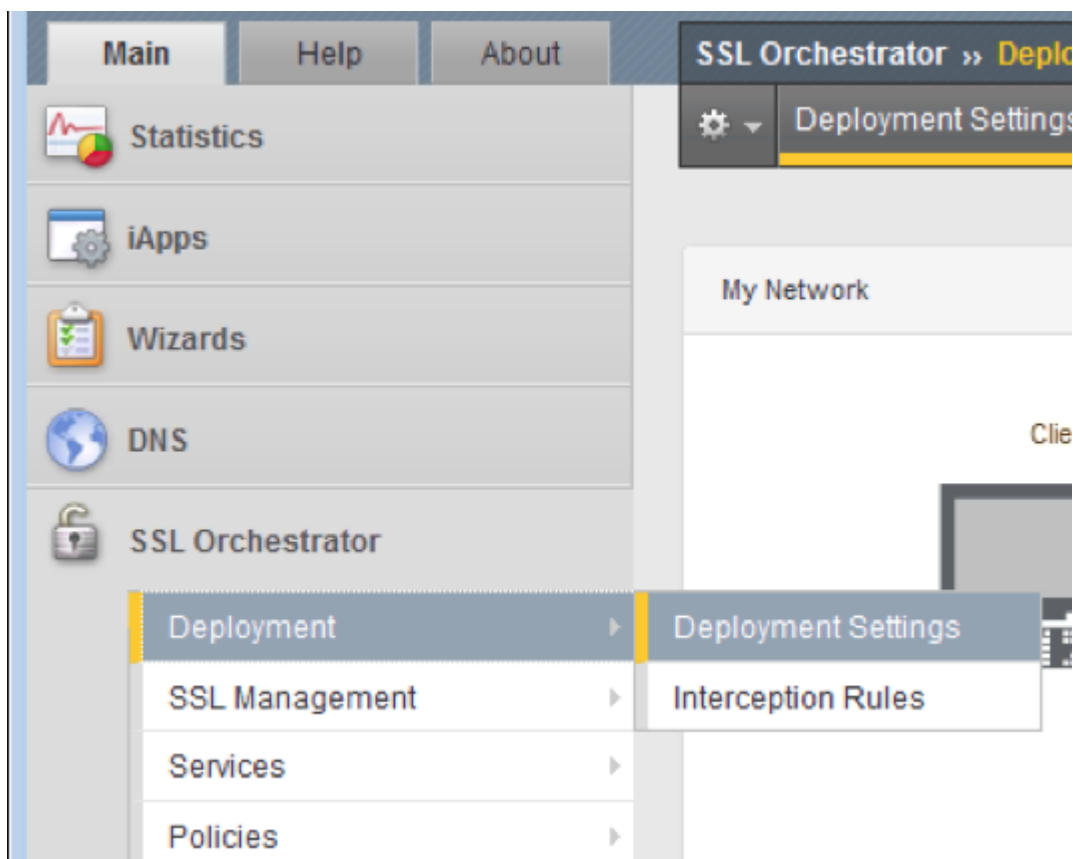 Main Help About
Statistics
iApps
Wizards
DNS
SSL Orchestrator
Deployment
SSL Management
Services
Policies
Deployment Settings
Interception Rules
SSL Orchestrator »
Deployment Settings
My Network